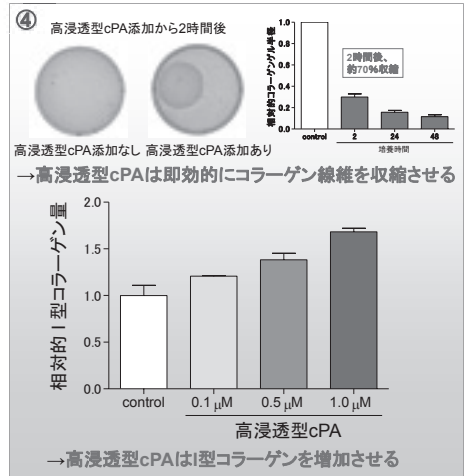 ④
高浸透型cPA添加から2時間後
高浸透型cPA添加なし 高浸透型cPA添加あり
相対的コラーゲンゲル半径
1.0
0.8
0.6
0.4
0.2
0.0
2時間後、
約70%収縮
control 2 24 48
培養時間
→高浸透型cPAは即効的にコラーゲン線維を収縮させる
相対的Ⅰ型コラーゲン量
2.0
1.5
1.0
0.5
0.0
control 0.1 μM 0.5 μM 1.0 μM
高浸透型cPA
→高浸透型cPAはI型コラーゲンを増加させる